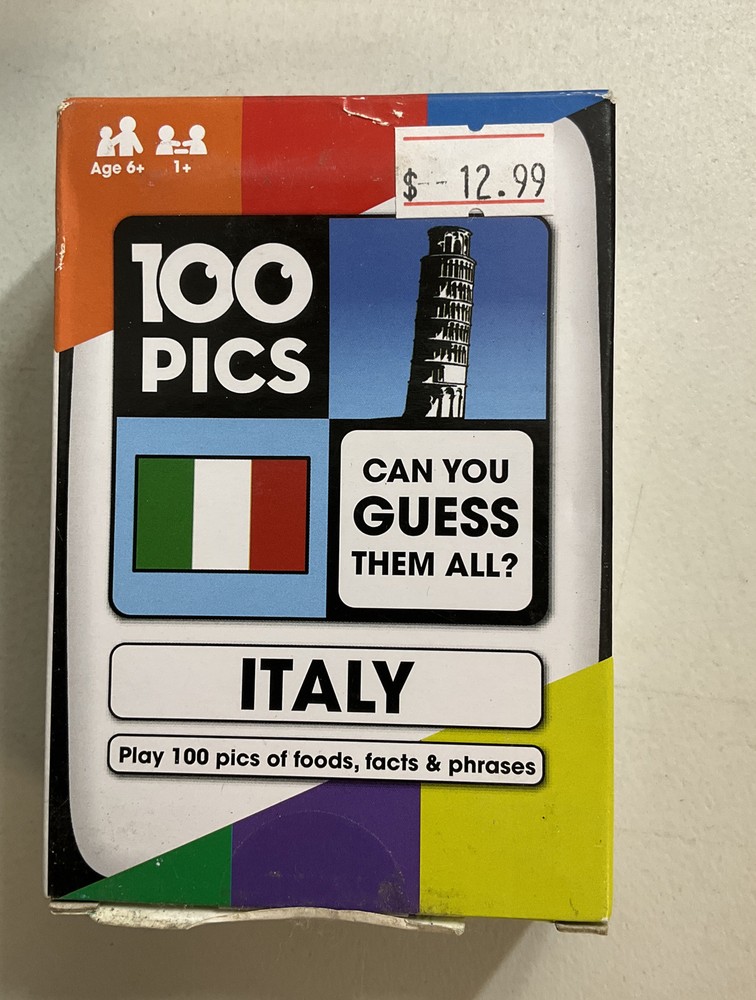 Age 6+ 1+
$ -- 12.99
100
PICS
CAN YOU
GUESS
THEM ALL?
ITALY
Play 100 pics of foods, facts & phrases